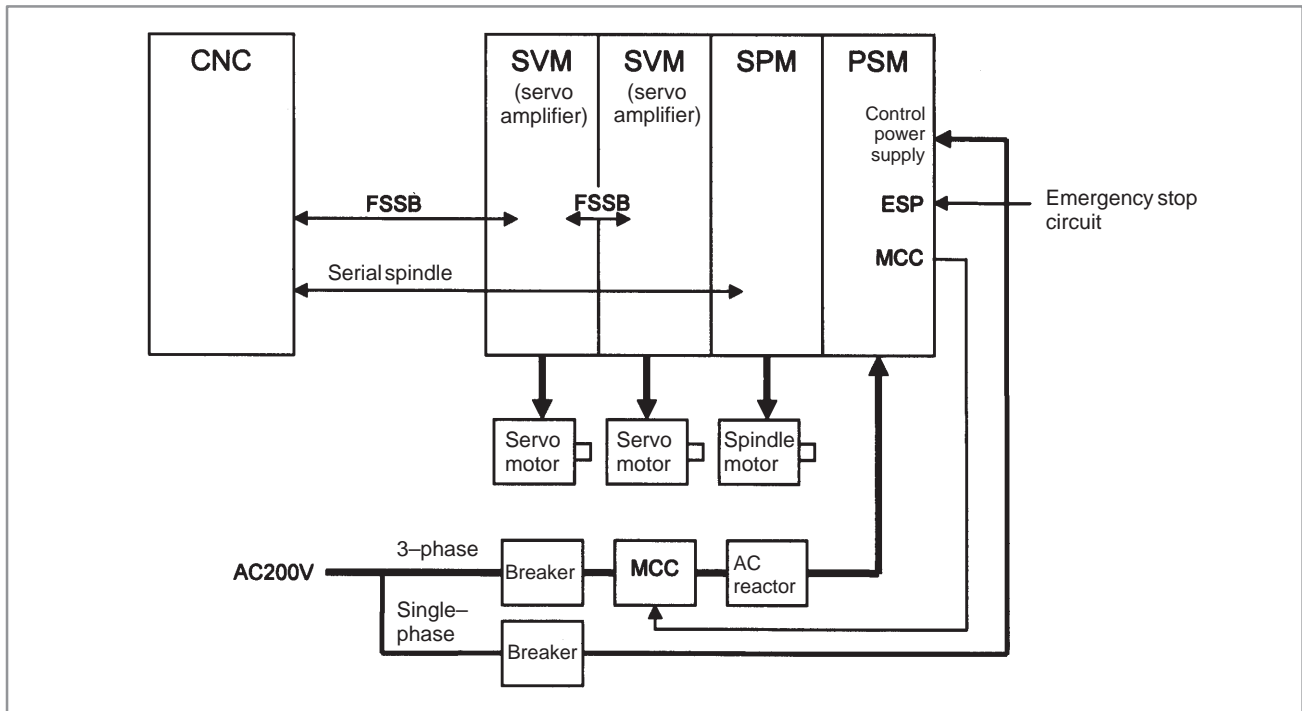 CNC
SVM
(servo
amplifier)
SVM
(servo
amplifier)
SPM
PSM
Control
power
supply
FSSB
FSSB
ESP
Emergency stop
circuit
MCC
Serial spindle
Servo
motor
Servo
motor
Spindle
motor
AC200V
3–phase
Breaker
MCC
AC
reactor
Single–
phase
Breaker